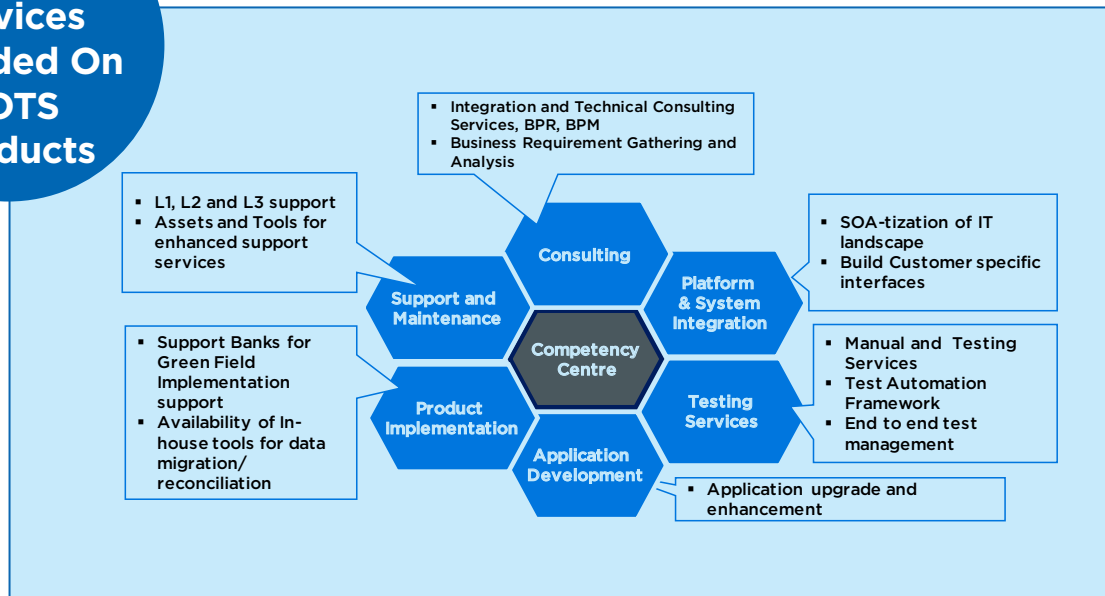 vices
ded On
OTS
ducts
▪ Integration and Technical Consulting
Services, BPR, BPM
▪ Business Requirement Gathering and
Analysis
▪ L1, L2 and L3 support
▪ Assets and Tools for
enhanced support
services
▪ SOA-tization of IT
landscape
▪ Build Customer specific
interfaces
Consulting
Support and
Maintenance
Platform
& System
Integration
Competency
Centre
▪ Support Banks for
Green Field
Implementation
support
▪ Availability of In-
house tools for data
migration/
reconciliation
▪ Manual and Testing
Services
▪ Test Automation
Framework
▪ End to end test
management
Product
Implementation
Testing
Services
Application
Development
▪ Application upgrade and
enhancement